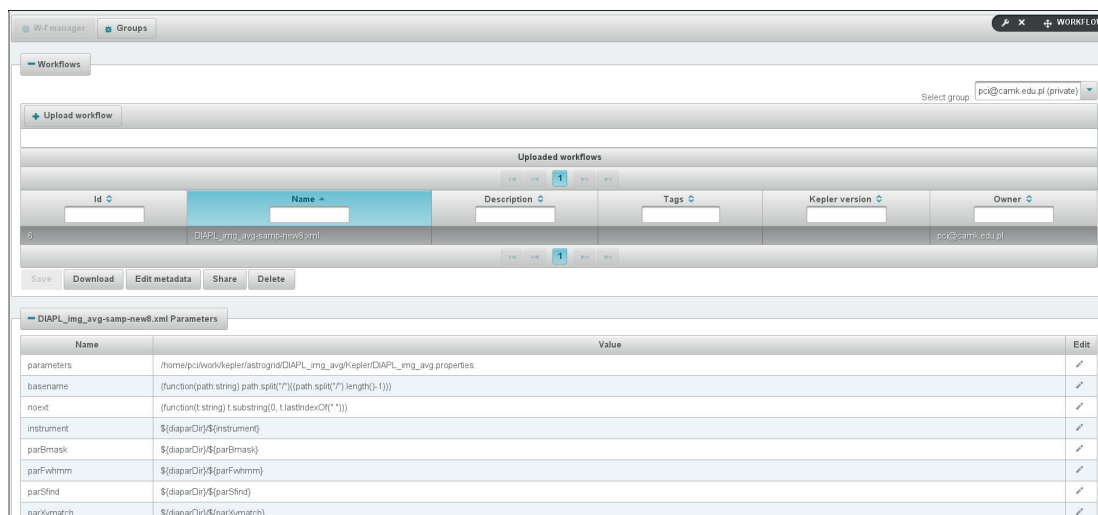 W-f manager Groups WORKFLO
Workflows
Select group: pci@camk.edu.pl (private)
Upload workflow
Uploaded workflows
1
Id Name Description Tags Kepler version Owner
6 DIAPL_img_avg-samp-new8.xml pci@camk.edu.pl
1
Save Download Edit metadata Share Delete
DIAPL_img_avg-samp-new8.xml Parameters
Name Value Edit
parameters /home/pci/work/kepler/astrogrid/DIAPL_img_avg/Kepler/DIAPL_img_avg.properties
basename (function(path:string) path.split("/")((path.split("/").length()-1)))
noext (function(t:string) t.substring(0, t.lastIndexOf(".")))
instrument ${diaparDir}/${instrument}
parBmask ${diaparDir}/${parBmask}
parFwhmm ${diaparDir}/${parFwhmm}
parSfind ${diaparDir}/${parSfind}
parXymatch ${diaparDir}/${parXymatch}